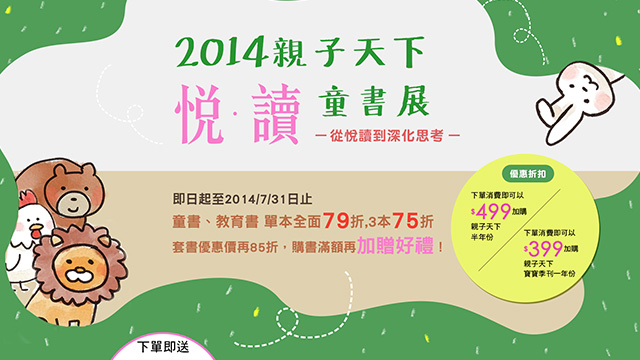 2014親子天下
悅·讀
童書展
—從悅讀到深化思考—
即日起至2014/7/31日止
童書、教育書 單本全面79折,3本75折
套書優惠價再85折，購書滿額再加贈好禮！
優惠折扣
下單消費即可以
$499加購
親子天下
半年份
下單消費即可以
$399加購
親子天下
寶寶季刊一年份
下單即送